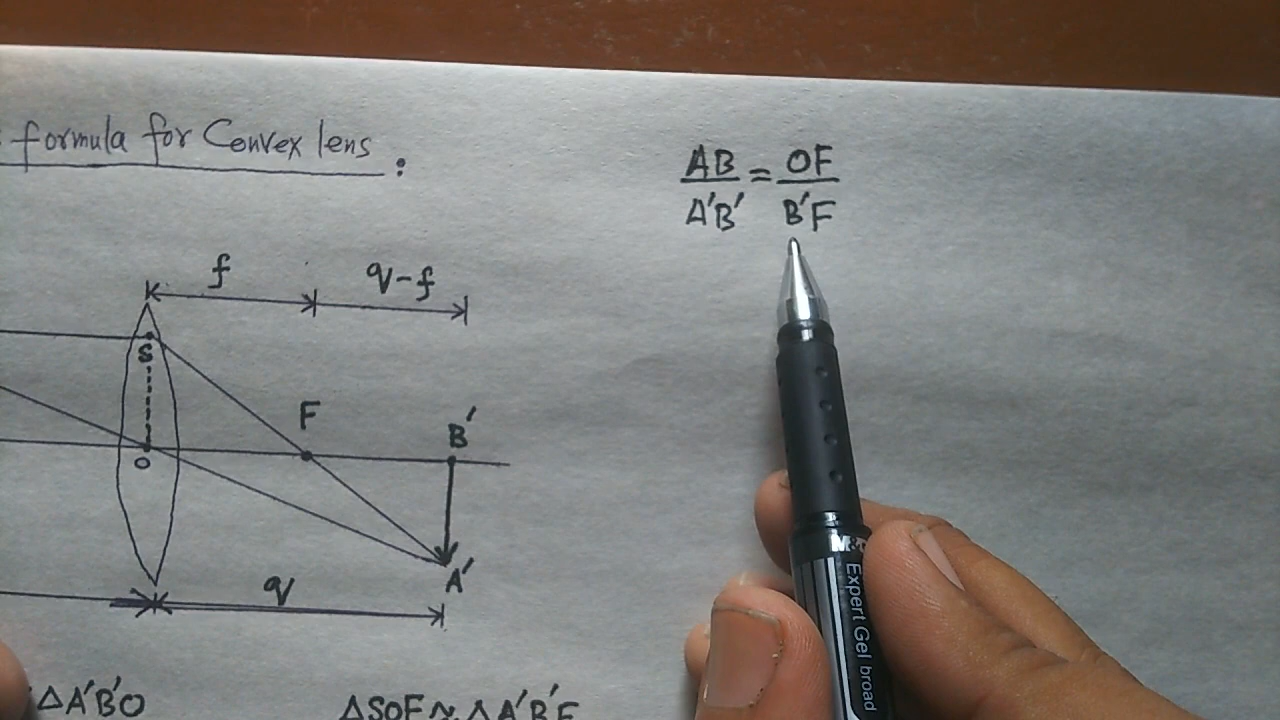 formula for Convex lens :
AB/A'B' = OF/B'F
f
q-f
S
F
B'
O
q
A'
ΔA'B'O
ΔSOF ~ ΔA'B'F
Expert Gel broad